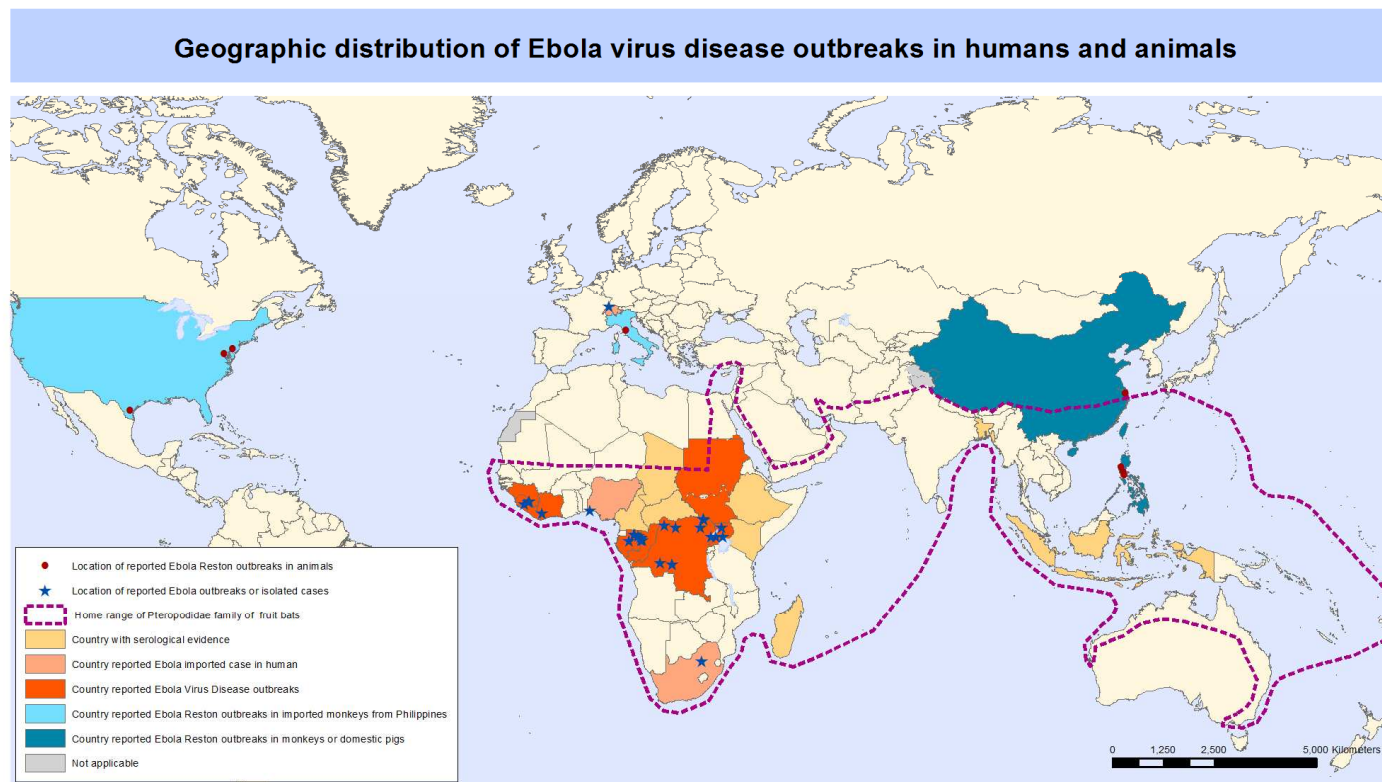 Geographic distribution of Ebola virus disease outbreaks in humans and animals
Location of reported Ebola Reston outbreaks in animals
Location of reported Ebola outbreaks or isolated cases
Home range of Pteropodidae family of fruit bats
Country with serological evidence
Country reported Ebola imported case in human
Country reported Ebola Virus Disease outbreaks
Country reported Ebola Reston outbreaks in imported monkeys from Philippines
Country reported Ebola Reston outbreaks in monkeys or domestic pigs
Not applicable
0 1,250 2,500 5,000 Kilometers